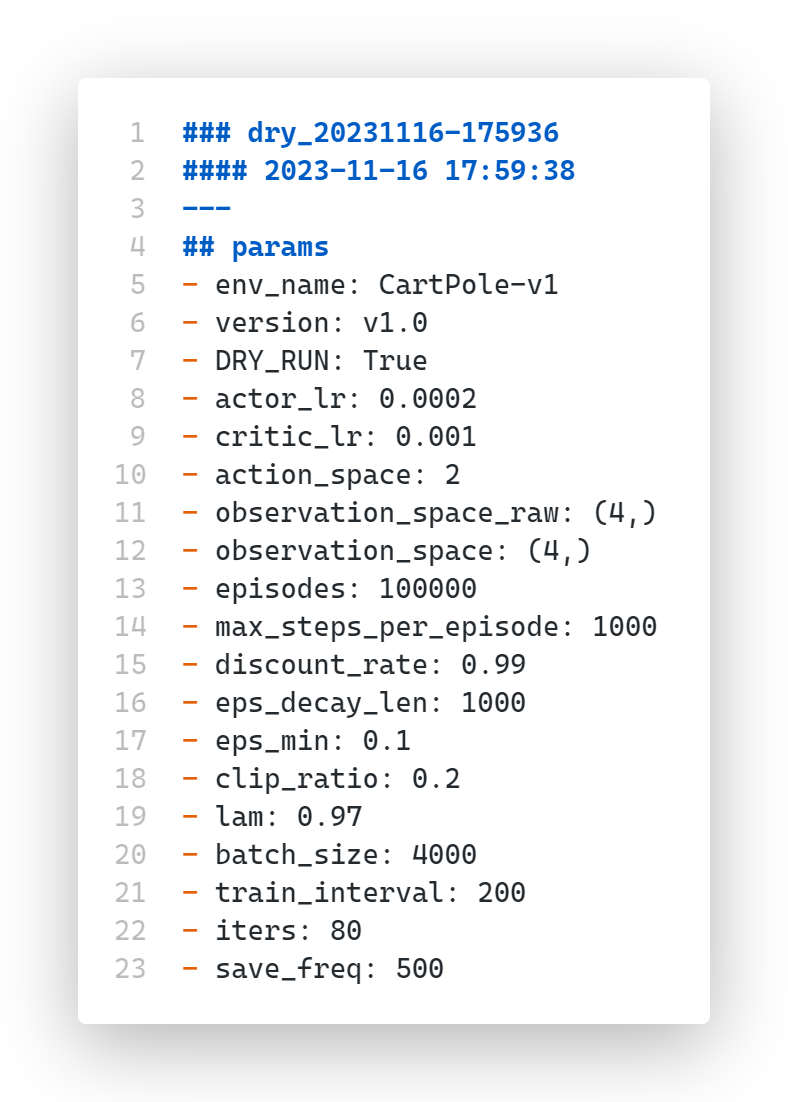 1 ### dry_20231116-175936
2 #### 2023-11-16 17:59:38
3 ---
4 ## params
5 - env_name: CartPole-v1
6 - version: v1.0
7 - DRY_RUN: True
8 - actor_lr: 0.0002
9 - critic_lr: 0.001
10 - action_space: 2
11 - observation_space_raw: (4,)
12 - observation_space: (4,)
13 - episodes: 100000
14 - max_steps_per_episode: 1000
15 - discount_rate: 0.99
16 - eps_decay_len: 1000
17 - eps_min: 0.1
18 - clip_ratio: 0.2
19 - lam: 0.97
20 - batch_size: 4000
21 - train_interval: 200
22 - iters: 80
23 - save_freq: 500